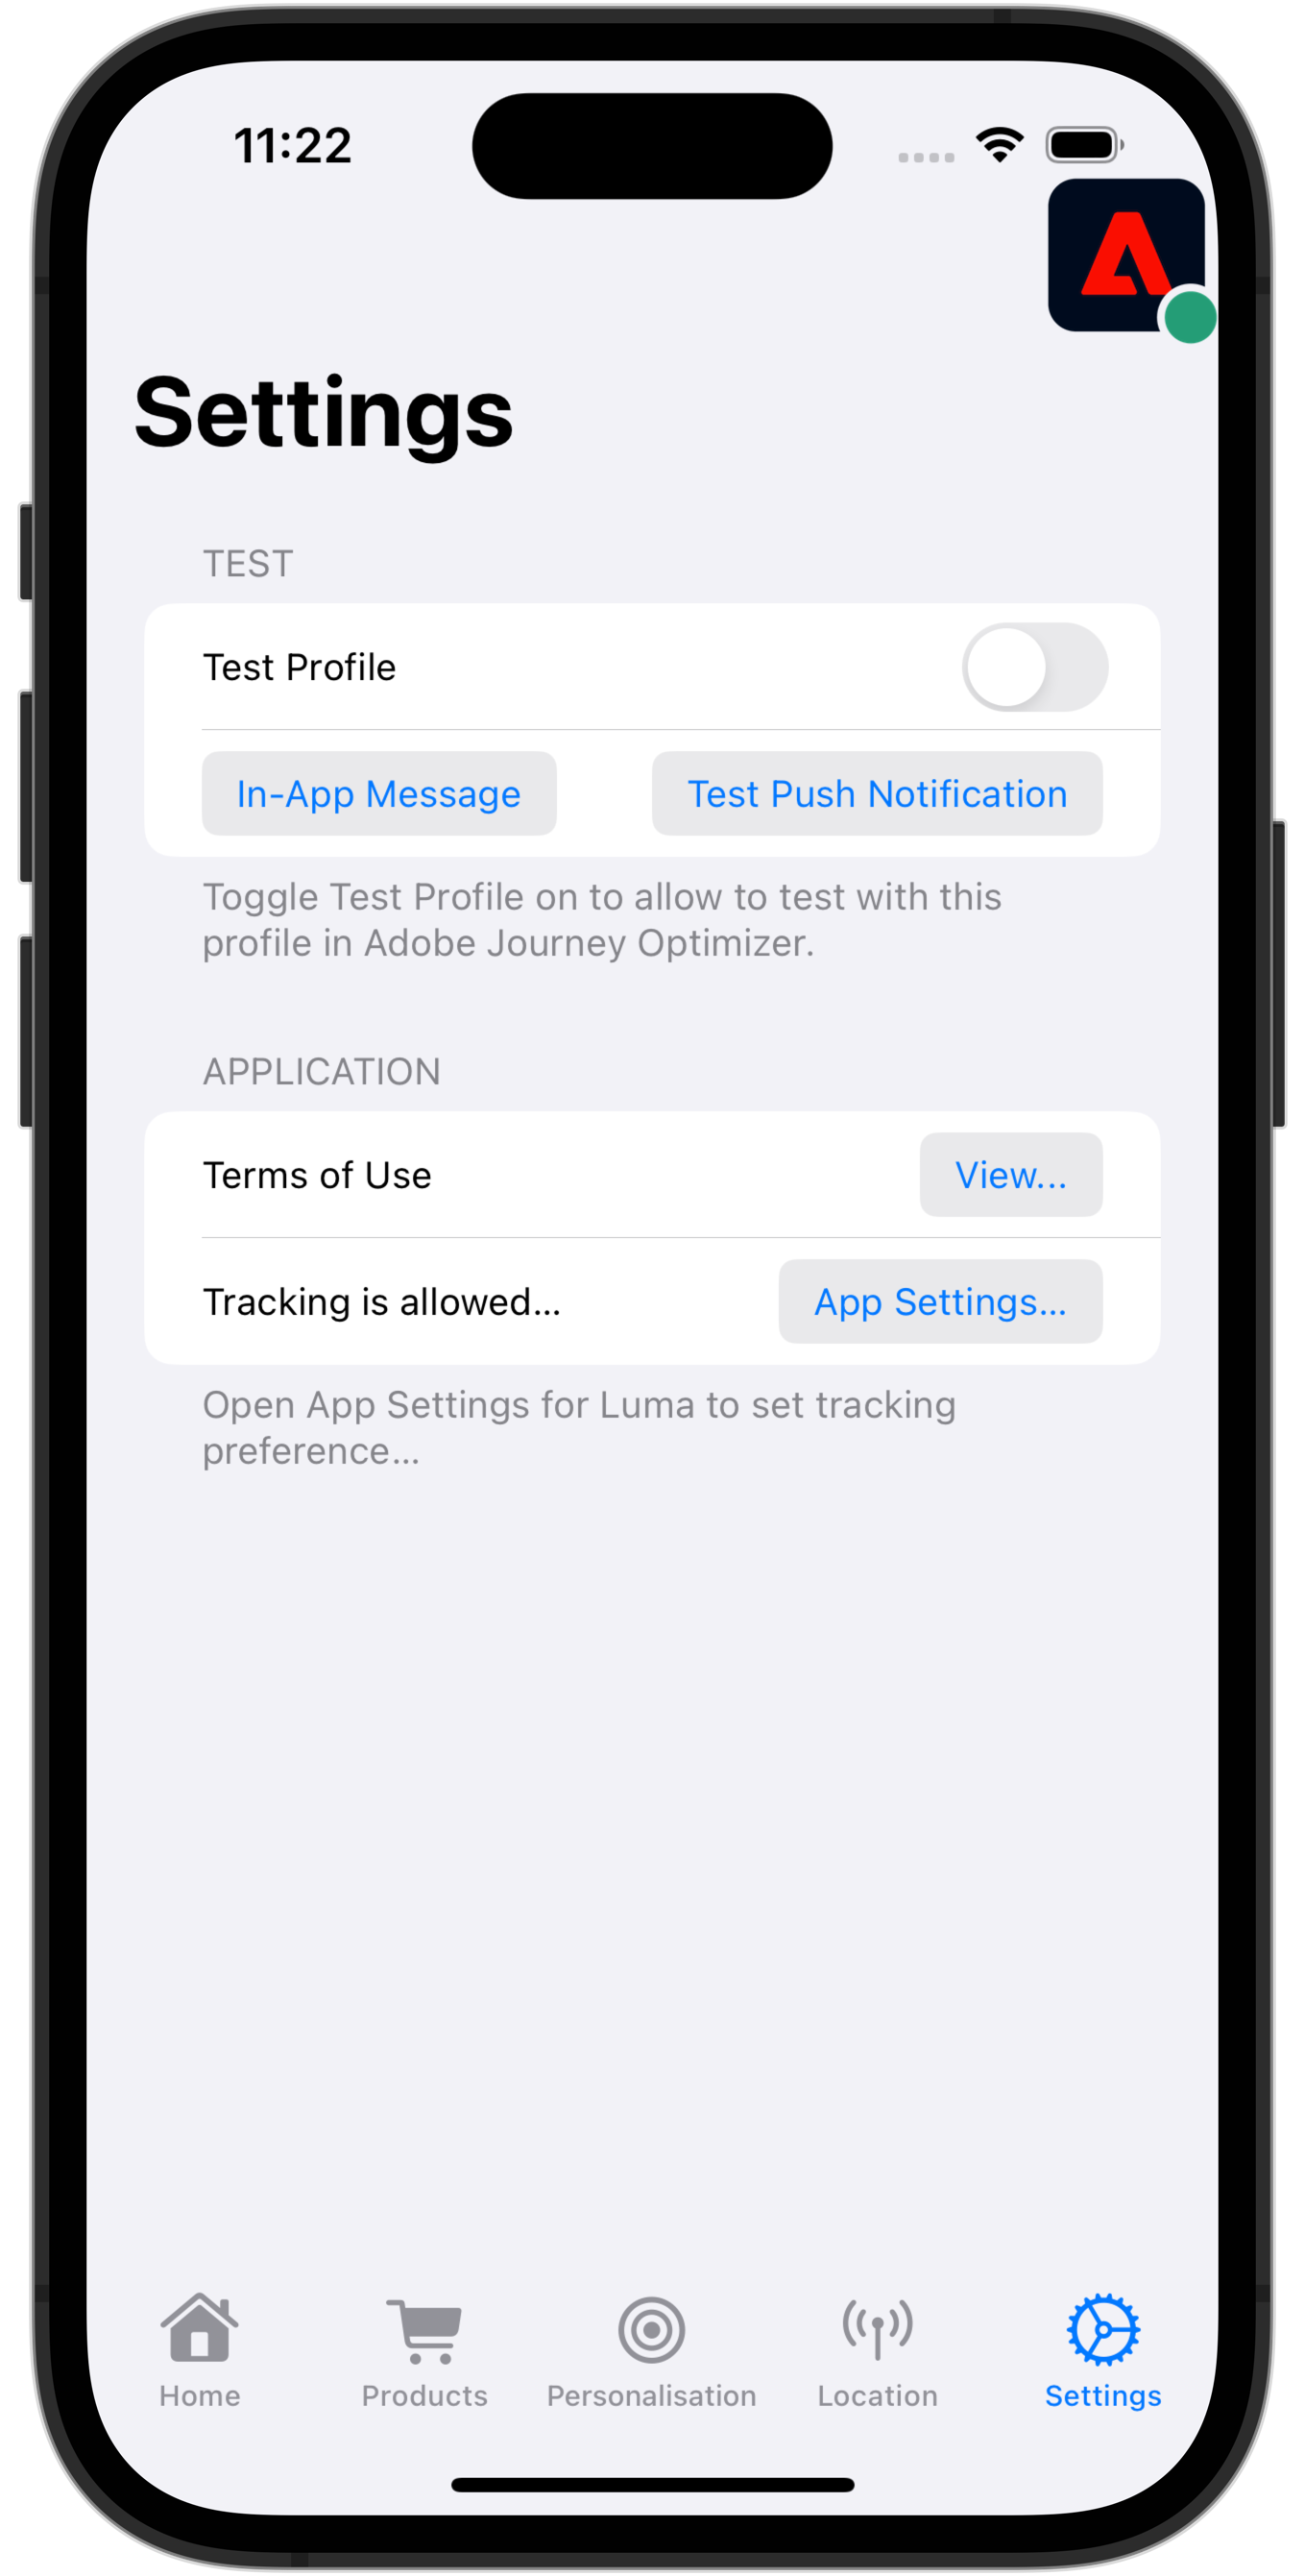 11:22
Settings
TEST
Test Profile
In-App Message
Test Push Notification
Toggle Test Profile on to allow to test with this
profile in Adobe Journey Optimizer.
APPLICATION
Terms of Use
View...
Tracking is allowed...
App Settings...
Open App Settings for Luma to set tracking
preference...
Home
Products
Personalisation
Location
Settings